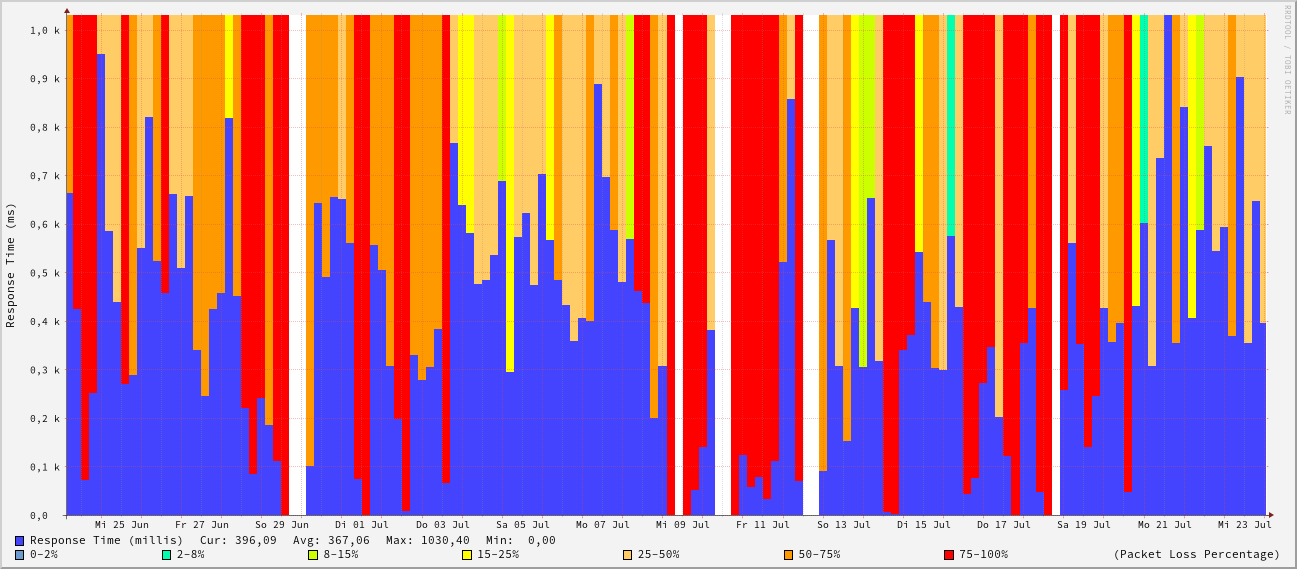 RRDTOOL / TOBI OETIKER
Response Time (ms)
1,0 k
0,9 k
0,8 k
0,7 k
0,6 k
0,5 k
0,4 k
0,3 k
0,2 k
0,1 k
0,0
Mi 25 Jun Fr 27 Jun So 29 Jun Di 01 Jul Do 03 Jul Sa 05 Jul Mo 07 Jul Mi 09 Jul Fr 11 Jul So 13 Jul Di 15 Jul Do 17 Jul Sa 19 Jul Mo 21 Jul Mi 23 Jul
Response Time (millis) Cur: 396,09 Avg: 367,06 Max: 1030,40 Min: 0,00
0-2% 2-8% 8-15% 15-25% 25-50% 50-75% 75-100% (Packet Loss Percentage)